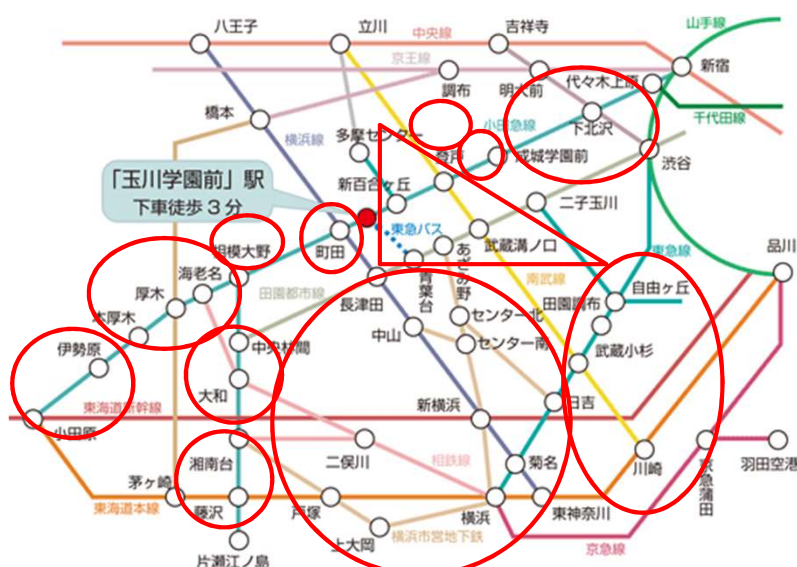 八王子
立川
吉祥寺
山手線
中央線
京王線
新宿
代々木上原
調布
明大前
千代田線
橋本
小田急線
下北沢
横浜線
多摩センター
登戸
成城学園前
渋谷
「玉川学園前」駅
下車徒歩3分
新百合ヶ丘
二子玉川
東急バス
町田
相模大野
武蔵溝ノ口
東急線
品川
あざみ野
青葉台
海老名
厚木
田園都市線
長津田
南武線
田園調布
自由ヶ丘
本厚木
センター北
中山
センター南
武蔵小杉
伊勢原
中央林間
大和
東海道新幹線
新横浜
日吉
小田原
湘南台
二俣川
相鉄線
菊名
川崎
京急蒲田
羽田空港
茅ヶ崎
藤沢
戸塚
横浜
東神奈川
東海道本線
上大岡
横浜市営地下鉄
京急線
片瀬江ノ島